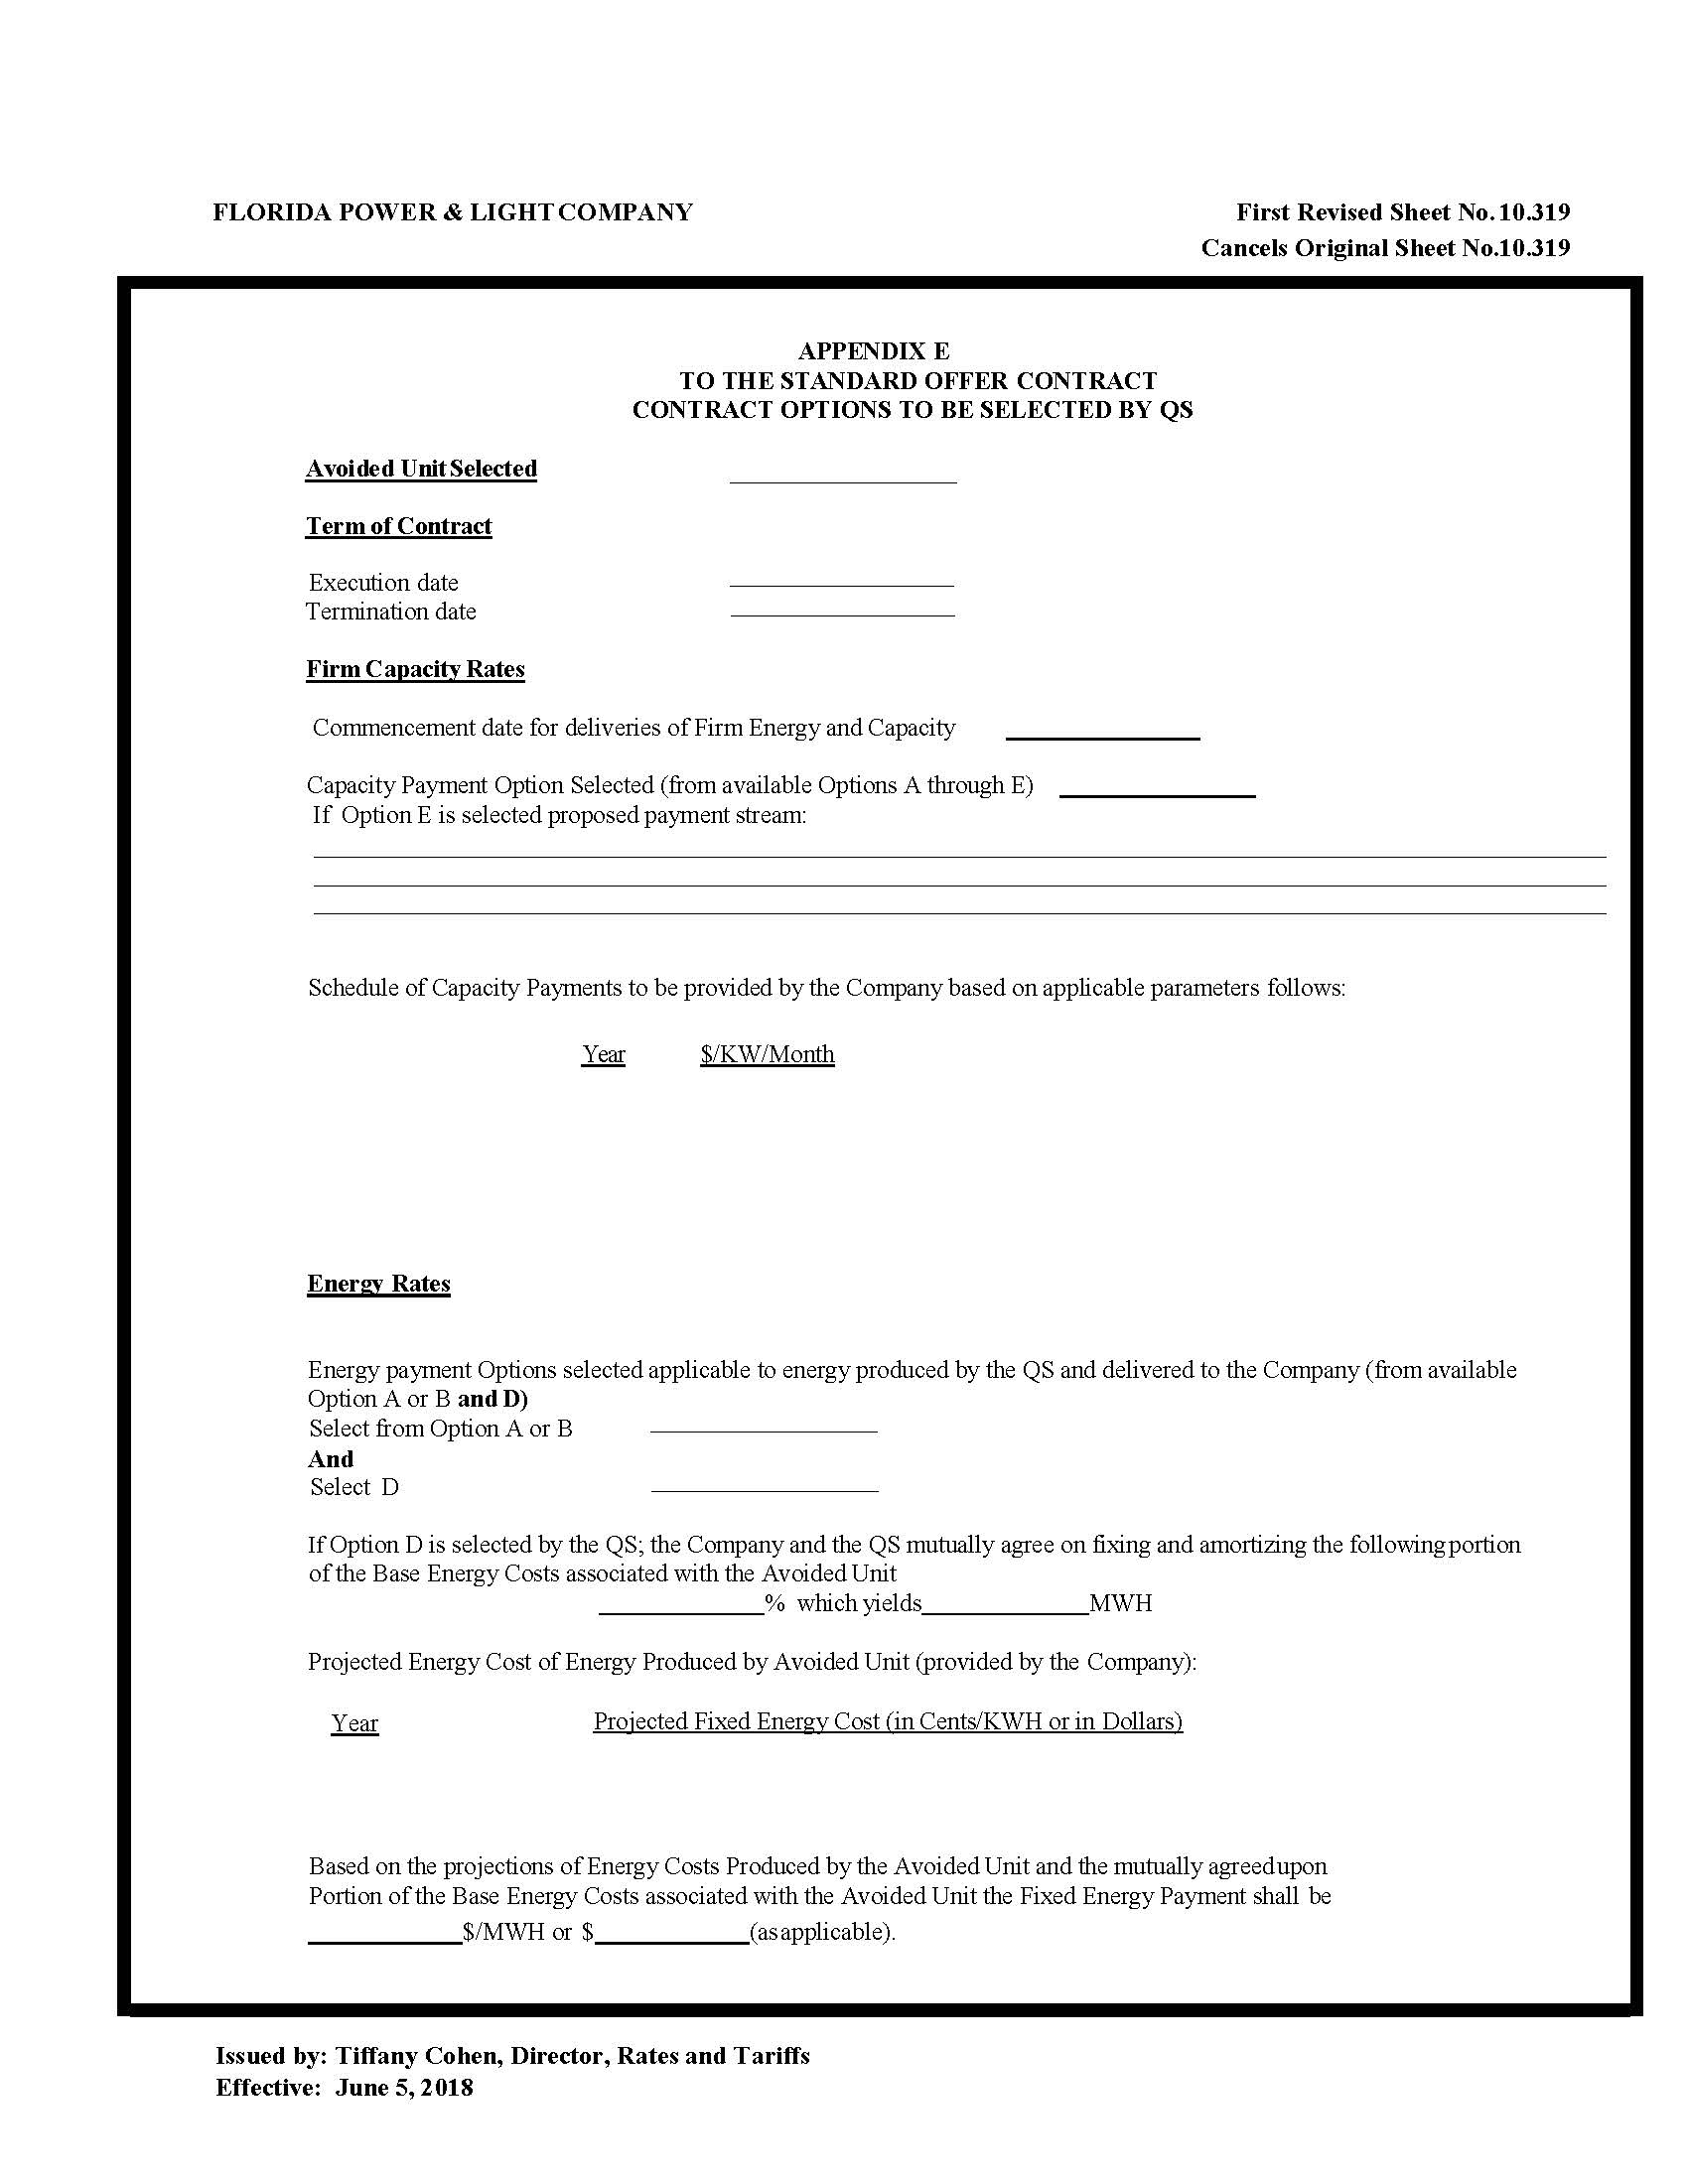 FLORIDA POWER & LIGHT COMPANY
First Revised Sheet No. 10.319
Cancels Original Sheet No.10.319
APPENDIX E
TO THE STANDARD OFFER CONTRACT
CONTRACT OPTIONS TO BE SELECTED BY QS
Avoided Unit Selected
Term of Contract
Execution date
Termination date
Firm Capacity Rates
Commencement date for deliveries of Firm Energy and Capacity
Capacity Payment Option Selected (from available Options A through E)
If Option E is selected proposed payment stream:
Schedule of Capacity Payments to be provided by the Company based on applicable parameters follows:
Year $/KW/Month
Energy Rates
Energy payment Options selected applicable to energy produced by the QS and delivered to the Company (from available
Option A or B and D)
Select from Option A or B
And
Select D
If Option D is selected by the QS; the Company and the QS mutually agree on fixing and amortizing the following portion
of the Base Energy Costs associated with the Avoided Unit
% which yields MWH
Projected Energy Cost of Energy Produced by Avoided Unit (provided by the Company):
Year Projected Fixed Energy Cost (in Cents/KWH or in Dollars)
Based on the projections of Energy Costs Produced by the Avoided Unit and the mutually agreed upon
Portion of the Base Energy Costs associated with the Avoided Unit the Fixed Energy Payment shall be
$/MWH or $ (as applicable).
Issued by: Tiffany Cohen, Director, Rates and Tariffs
Effective: June 5, 2018